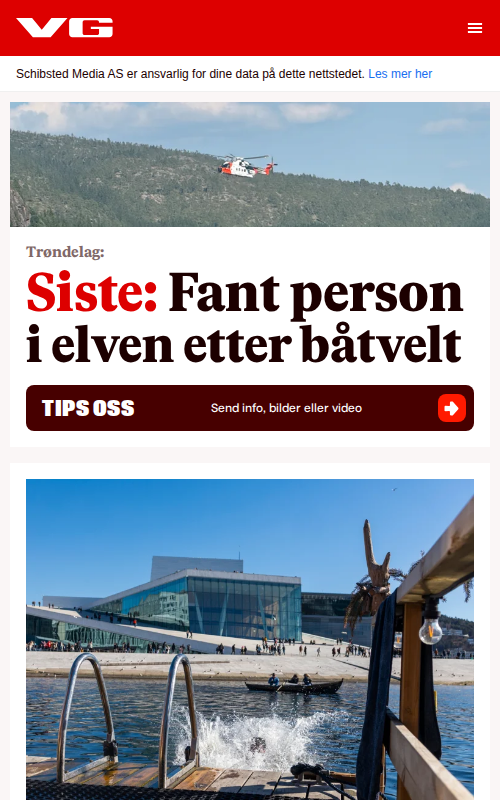 VG
Schibsted Media AS er ansvarlig for dine data på dette nettstedet. Les mer her
Trøndelag:
Siste: Fant person
i elven etter båtvelt
TIPS OSS
Send info, bilder eller video